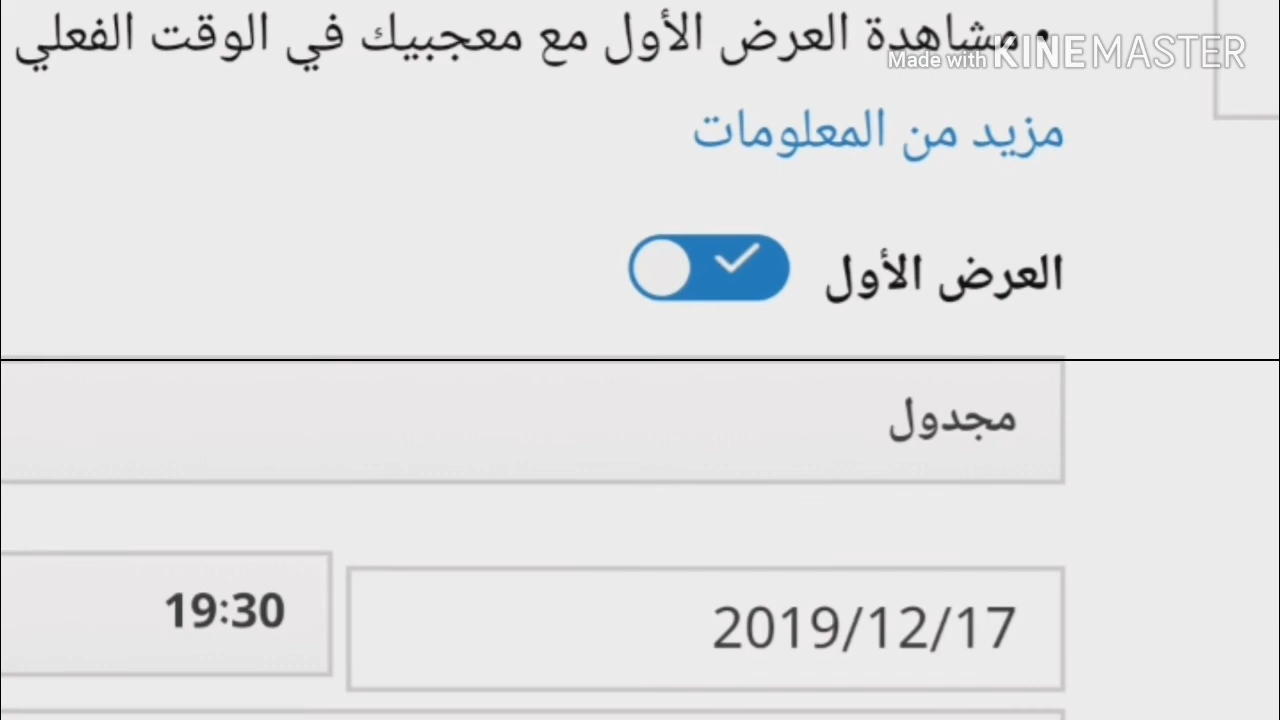 • مشاهدة العرض الأول مع معجبيك في الوقت الفعلي
Made with KINEMASTER
مزيد من المعلومات
العرض الأول
مجدول
2019/12/17
19:30